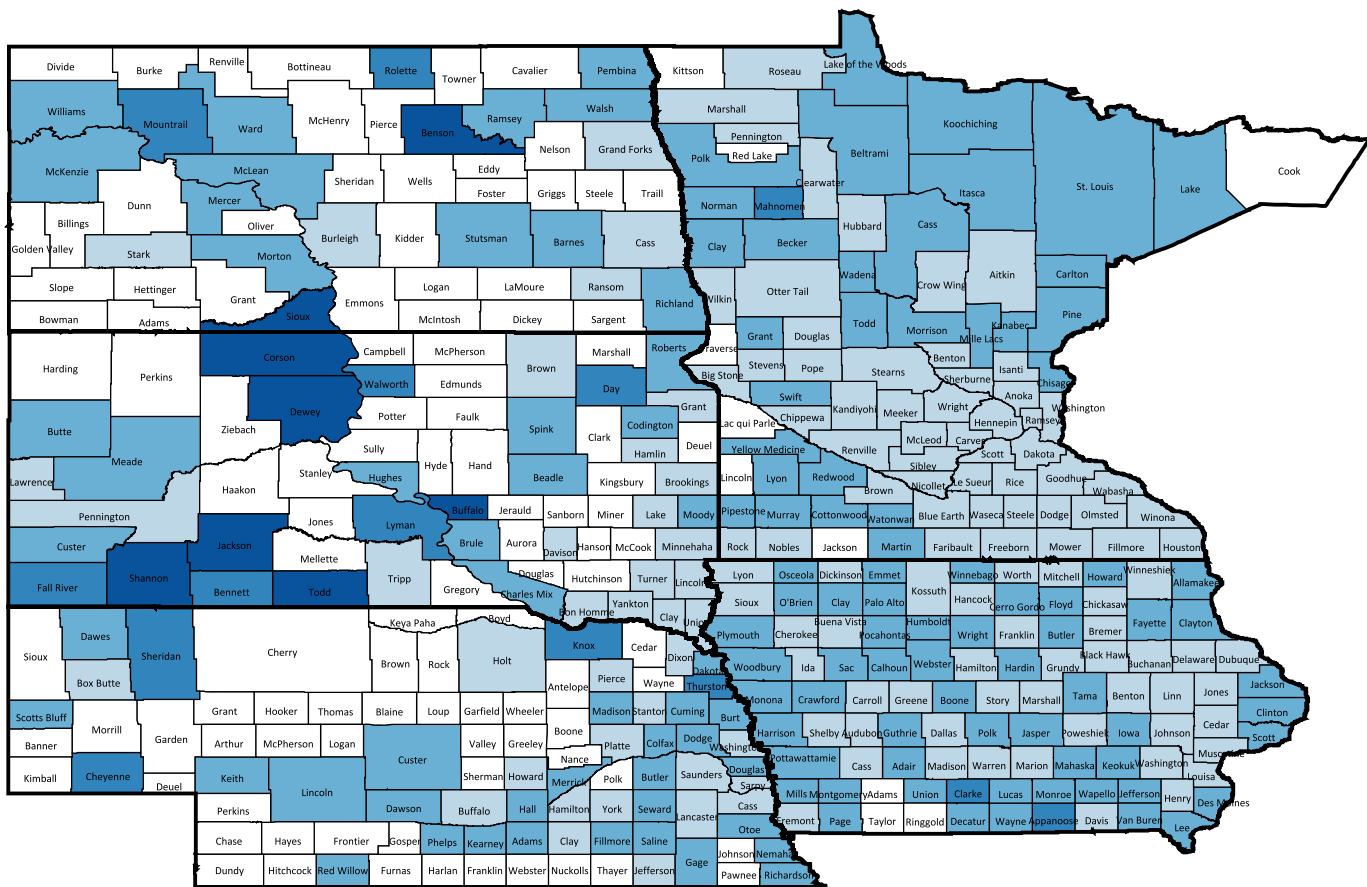 Divide
Burke
Renville
Bottineau
Rolette
Towner
Cavalier
Pembina
Williams
Mountrail
Ward
McHenry
Pierce
Benson
Ramsey
Walsh
McKenzie
McLean
Sheridan
Wells
Eddy
Nelson
Grand Forks
Dunn
Mercer
Foster
Griggs
Steele
Traill
Golden Valley
Billings
Oliver
Burleigh
Kidder
Stutsman
Barnes
Cass
Stark
Morton
Slope
Hettinger
Grant
Emmons
Logan
LaMoure
Ransom
Richland
Bowman
Adams
Sioux
McIntosh
Dickey
Sargent
Kittson
Roseau
Lake of the Woods
Marshall
Koochiching
Pennington
Red Lake
Polk
Beltrami
Clearwater
Itasca
St. Louis
Lake
Cook
Norman
Mahnomen
Hubbard
Cass
Clay
Becker
Wadena
Crow Wing
Aitkin
Carlton
Wilkin
Otter Tail
Todd
Morrison
Mille Lacs
Kanabec
Pine
Grant
Douglas
Traverse
Stevens
Pope
Stearns
Benton
Sherburne
Isanti
Chisago
Big Stone
Swift
Chippewa
Kandiyohi
Meeker
Wright
Anoka
Hennepin
Ramsey
Washington
Lac qui Parle
Yellow Medicine
Renville
McLeod
Carver
Scott
Dakota
Sibley
Lincoln
Lyon
Redwood
Brown
Nicollet
Le Sueur
Rice
Goodhue
Wabasha
Pipestone
Murray
Cottonwood
Watonwan
Blue Earth
Waseca
Steele
Dodge
Olmsted
Winona
Rock
Nobles
Jackson
Martin
Faribault
Freeborn
Mower
Fillmore
Houston
Harding
Perkins
Corson
Campbell
McPherson
Brown
Marshall
Roberts
Walworth
Edmunds
Day
Dewey
Ziebach
Potter
Faulk
Spink
Grant
Butte
Meade
Clark
Codington
Deuel
Hamlin
Sully
Hyde
Hand
Lawrence
Haakon
Stanley
Hughes
Beadle
Kingsbury
Brookings
Pennington
Jones
Lyman
Buffalo
Jerauld
Sanborn
Miner
Lake
Moody
Custer
Jackson
Mellette
Brule
Aurora
Davison
Hanson
McCook
Minnehaha
Fall River
Shannon
Bennett
Todd
Tripp
Gregory
Douglas
Charles Mix
Hutchinson
Turner
Lincoln
Bon Homme
Yankton
Clay
Union
Sioux
Dawes
Sheridan
Cherry
Keya Paha
Boyd
Brown
Rock
Holt
Knox
Cedar
Dixon
Dakota
Box Butte
Antelope
Pierce
Wayne
Thurston
Scotts Bluff
Morrill
Garden
Grant
Hooker
Thomas
Blaine
Loup
Garfield
Wheeler
Madison
Stanton
Cuming
Burt
Banner
Arthur
McPherson
Logan
Custer
Valley
Greeley
Boone
Nance
Platte
Colfax
Dodge
Washington
Kimball
Cheyenne
Deuel
Keith
Lincoln
Sherman
Howard
Merrick
Polk
Butler
Saunders
Douglas
Sarpy
Perkins
Dawson
Buffalo
Hall
Hamilton
York
Seward
Lancaster
Cass
Otoe
Chase
Hayes
Frontier
Gosper
Phelps
Kearney
Adams
Clay
Fillmore
Saline
Gage
Johnson
Nemaha
Dundy
Hitchcock
Red Willow
Furnas
Harlan
Franklin
Webster
Nuckolls
Thayer
Jefferson
Pawnee
Richardson
Lyon
Osceola
Dickinson
Emmet
Winnebago
Worth
Mitchell
Howard
Winneshiek
Allamakee
Sioux
O'Brien
Clay
Palo Alto
Kossuth
Hancock
Cerro Gordo
Floyd
Chickasaw
Fayette
Clayton
Plymouth
Cherokee
Buena Vista
Pocahontas
Humboldt
Wright
Franklin
Butler
Bremer
Woodbury
Ida
Sac
Calhoun
Webster
Hamilton
Hardin
Grundy
Black Hawk
Buchanan
Delaware
Dubuque
Monona
Crawford
Carroll
Greene
Boone
Story
Marshall
Tama
Benton
Linn
Jones
Jackson
Clinton
Harrison
Shelby
Audubon
Guthrie
Dallas
Polk
Jasper
Poweshiek
Iowa
Johnson
Cedar
Scott
Muscatine
Pottawattamie
Cass
Adair
Madison
Warren
Marion
Mahaska
Keokuk
Washington
Louisa
Mills
Montgomery
Adams
Union
Clarke
Lucas
Monroe
Wapello
Jefferson
Henry
Des Moines
Fremont
Page
Taylor
Ringgold
Decatur
Wayne
Appanoose
Davis
Van Buren
Lee